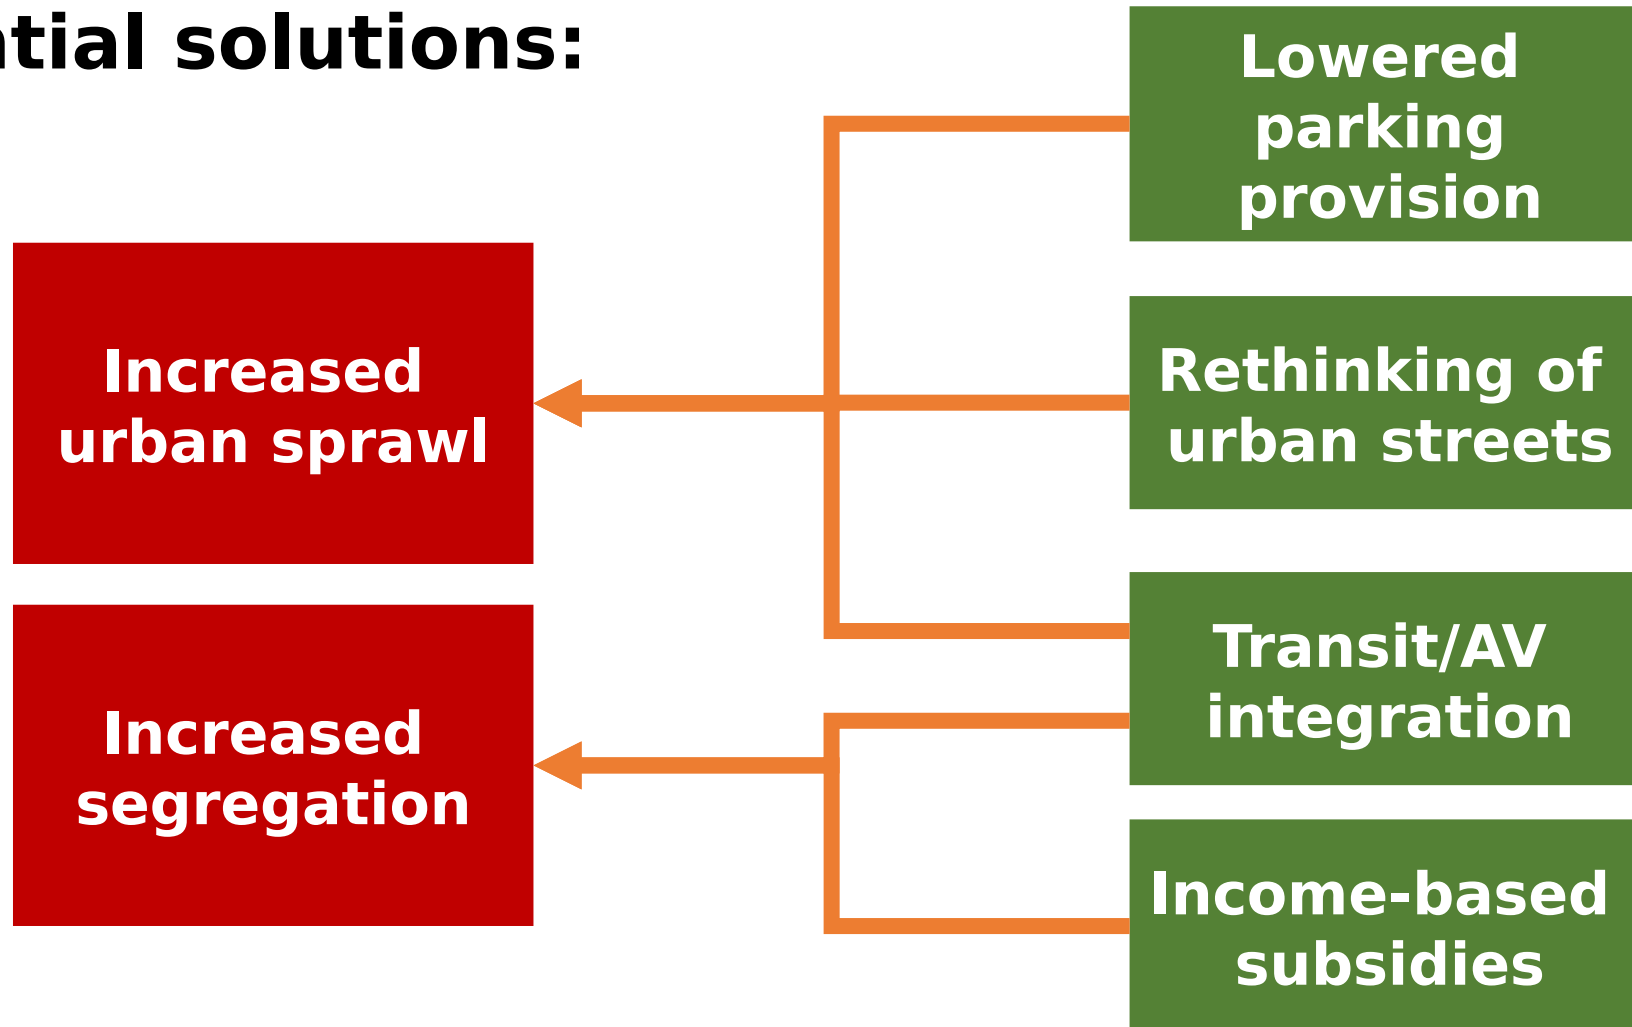 ntial solutions:
Lowered
parking
provision
Increased
urban sprawl
Rethinking of
urban streets
Increased
segregation
Transit/AV
integration
Income-based
subsidies